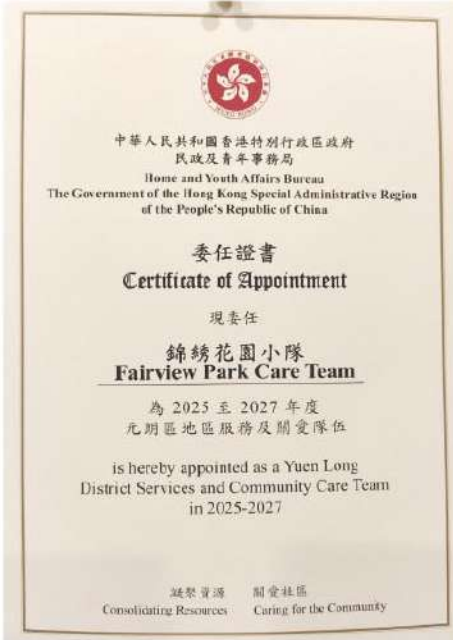 中華人民共和國香港特別行政區政府
民政及青年事務局
Home and Youth Affairs Bureau
The Government of the Hong Kong Special Administrative Region
of the People's Republic of China
委任證書
Certificate of Appointment
現委任
錦綉花園小隊
Fairview Park Care Team
為 2025 至 2027 年度
元朗區地區服務及關愛隊伍
is hereby appointed as a Yuen Long
District Services and Community Care Team
in 2025-2027
凝聚資源 關愛社區
Consolidating Resources Caring for the Community